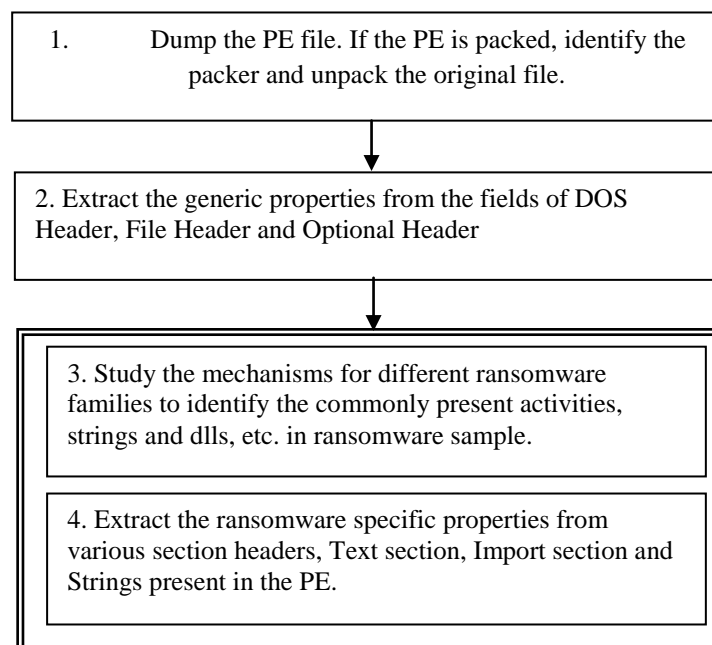 1. Dump the PE file. If the PE is packed, identify the
packer and unpack the original file.
2. Extract the generic properties from the fields of DOS
Header, File Header and Optional Header
3. Study the mechanisms for different ransomware
families to identify the commonly present activities,
strings and dlls, etc. in ransomware sample.
4. Extract the ransomware specific properties from
various section headers, Text section, Import section and
Strings present in the PE.